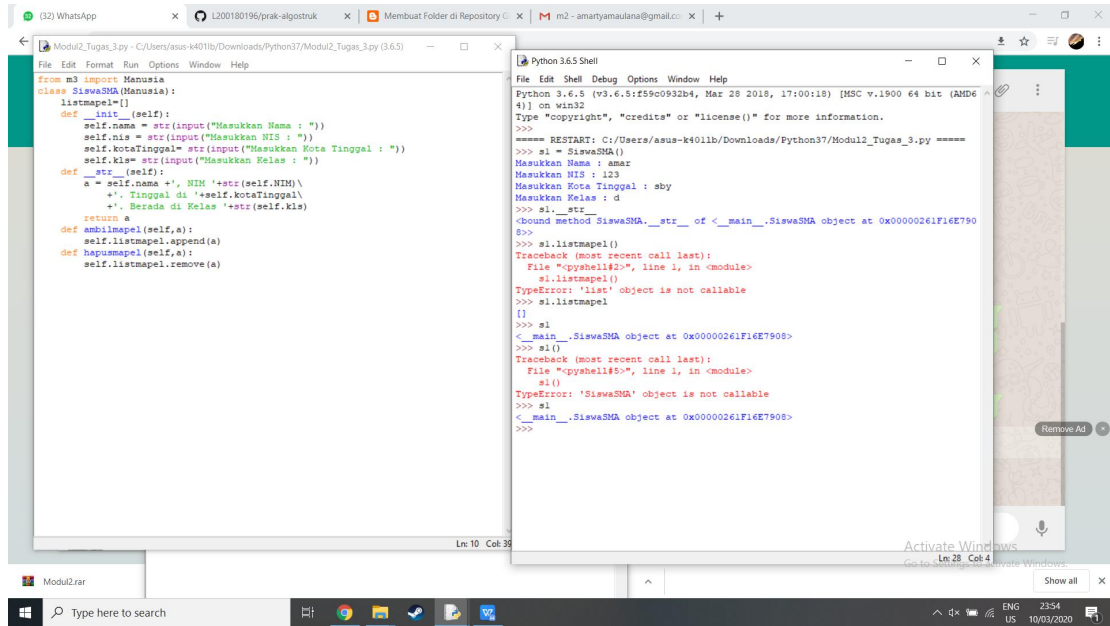 (32) WhatsApp
L200180196/prak-algostruk
Membuat Folder di Repository G
m2 - amartyamaulana@gmail.co
Modul2_Tugas_3.py - C:/Users/asus-k401lb/Downloads/Python37/Modul2_Tugas_3.py (3.6.5)
File Edit Format Run Options Window Help
from m3 import Manusia
class SiswaSMA(Manusia):
    listmapel=[]
    def __init__(self):
        self.nama = str(input("Masukkan Nama : "))
        self.nis = str(input("Masukkan NIS : "))
        self.kotaTinggal= str(input("Masukkan Kota Tinggal : "))
        self.kls= str(input("Masukkan Kelas : "))
    def __str__(self):
        a = self.nama +', NIM '+str(self.NIM)\
            +'. Tinggal di '+self.kotaTinggal\
            +'. Berada di Kelas '+str(self.kls)
        return a
    def ambilmapel(self,a):
        self.listmapel.append(a)
    def hapusmapel(self,a):
        self.listmapel.remove(a)
Ln: 10 Col: 39
Python 3.6.5 Shell
File Edit Shell Debug Options Window Help
Python 3.6.5 (v3.6.5:f59c0932b4, Mar 28 2018, 17:00:18) [MSC v.1900 64 bit (AMD6
4)] on win32
Type "copyright", "credits" or "license()" for more information.
>>>
===== RESTART: C:/Users/asus-k401lb/Downloads/Python37/Modul2_Tugas_3.py =====
>>> s1 = SiswaSMA()
Masukkan Nama : amar
Masukkan NIS : 123
Masukkan Kota Tinggal : sby
Masukkan Kelas : d
>>> s1.__str__
<bound method SiswaSMA.__str__ of <__main__.SiswaSMA object at 0x00000261F16E790
8>>
>>> s1.listmapel()
Traceback (most recent call last):
  File "<pyshell#2>", line 1, in <module>
    s1.listmapel()
TypeError: 'list' object is not callable
>>> s1.listmapel
[]
>>> s1
<__main__.SiswaSMA object at 0x00000261F16E7908>
>>> s1()
Traceback (most recent call last):
  File "<pyshell#5>", line 1, in <module>
    s1()
TypeError: 'SiswaSMA' object is not callable
>>> s1
<__main__.SiswaSMA object at 0x00000261F16E7908>
>>>
Ln: 28 Col: 4
Remove Ad
Activate Windows
Go to Settings to activate Windows.
Modul2.rar
Show all
Type here to search
ENG
US
23:54
10/03/2020